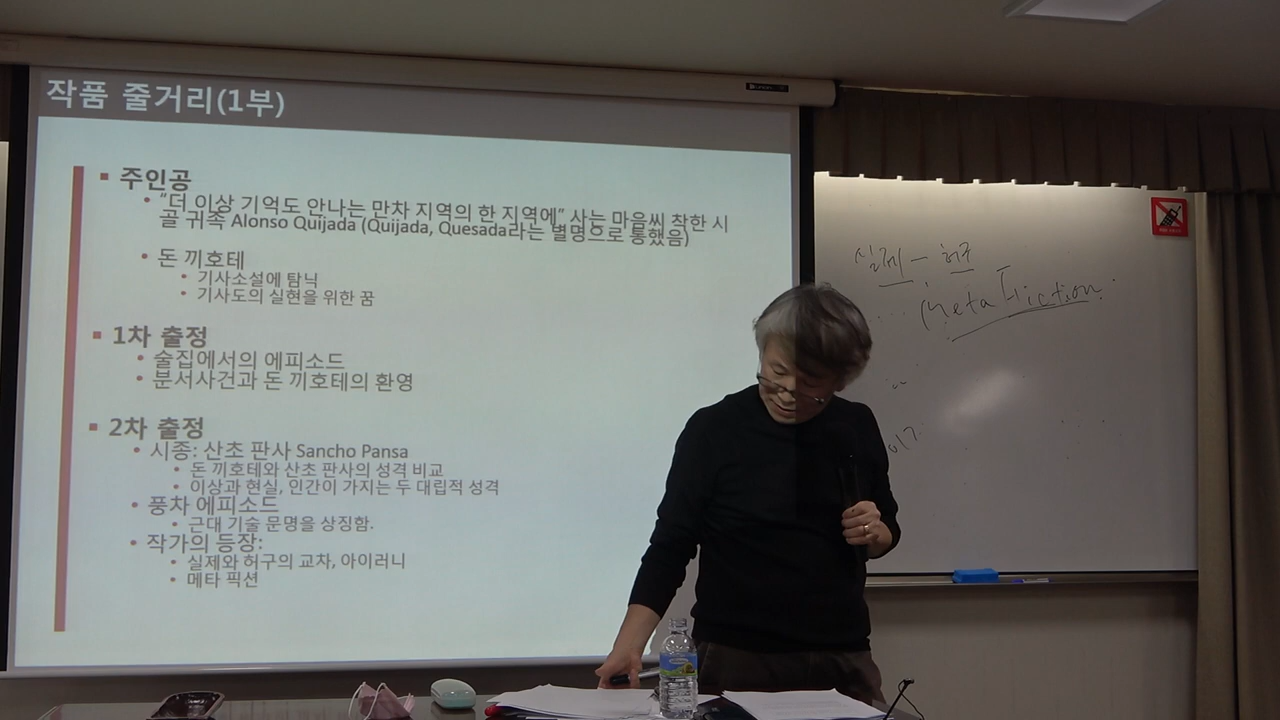 작품 줄거리(1부)
▪ 주인공
• “더 이상 기억도 안나는 만차 지역의 한 지역에” 사는 마음씨 착한 시
골 귀족 Alonso Quijada (Quijada, Quesada라는 별명으로 통했음)
• 돈 끼호테
• 기사소설에 탐닉
• 기사도의 실현을 위한 꿈
▪ 1차 출정
• 술집에서의 에피소드
• 분서사건과 돈 끼호테의 환영
▪ 2차 출정
• 시종: 산초 판사 Sancho Pansa
• 돈 끼호테와 산초 판사의 성격 비교
• 이상과 현실, 인간이 가지는 두 대립적 성격
• 풍차 에피소드
• 근대 기술 문명을 상징함.
• 작가의 등장:
• 실제와 허구의 교차, 아이러니
• 메타 픽션
실제 - 허구
Meta Fiction